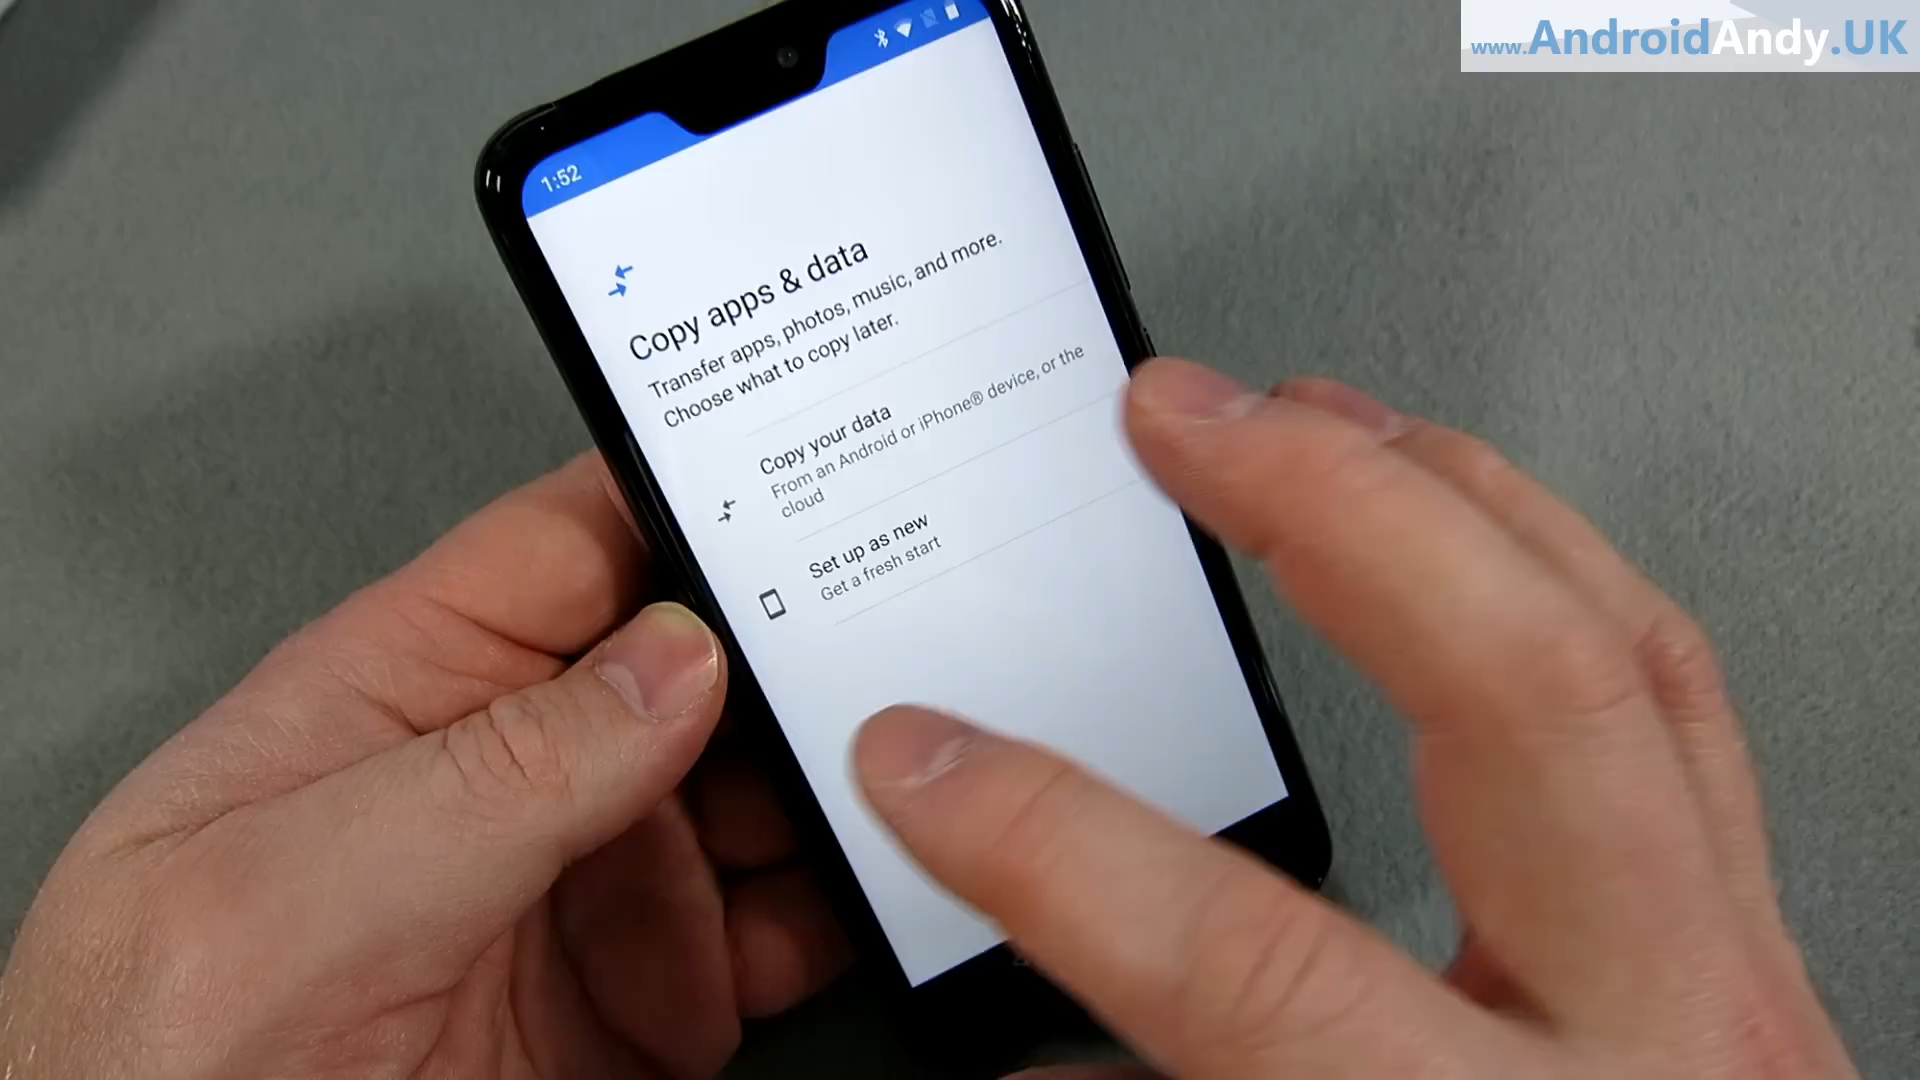 www.AndroidAndy.UK
1:52
Copy apps & data
Transfer apps, photos, music, and more.
Choose what to copy later.
Copy your data
From an Android or iPhone® device, or the
cloud
Set up as new
Get a fresh start